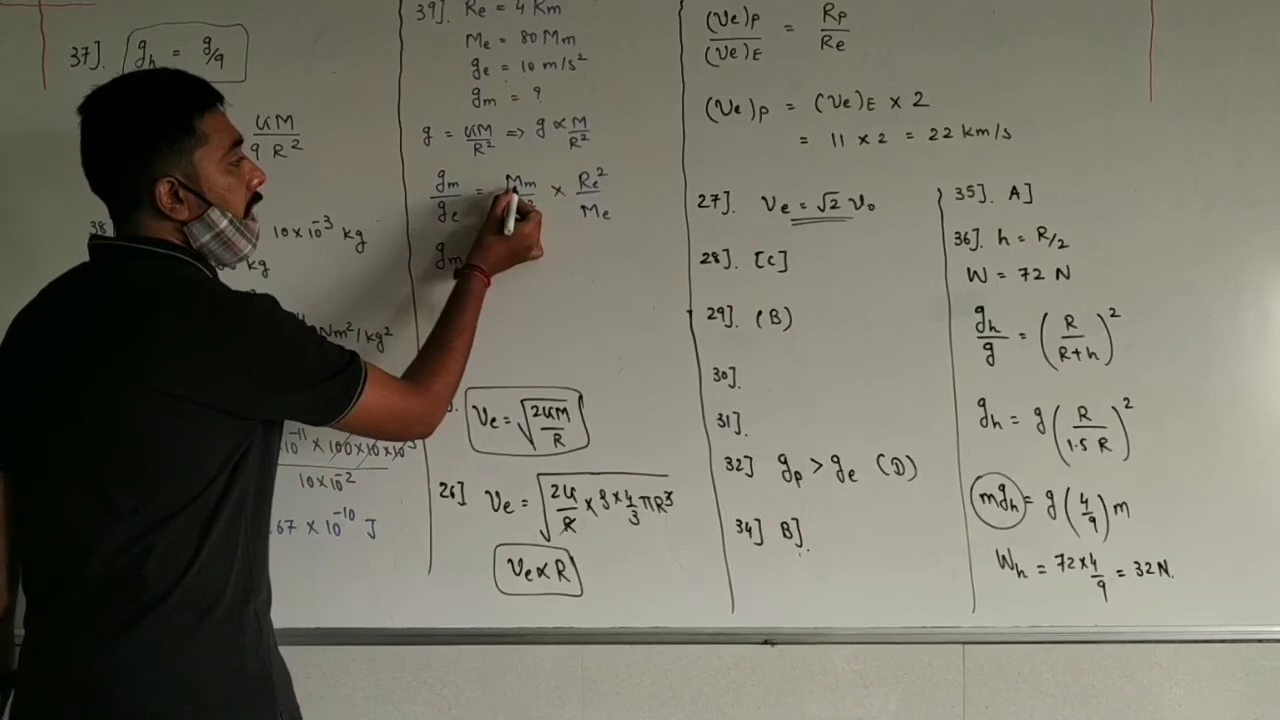 37]. gₕ = g/9
GM
9 R²
38
10×10⁻³ kg
kg
Nm²/kg²
10⁻¹¹ × 100×10×10⁻³
10×10⁻²
67 × 10⁻¹⁰ J
39]. Re = 4 Km
Me = 80 Mm
ge = 10 m/s²
gm = ?
g = GM/R² => g ∝ M/R²
gm/ge = Mm × Re²/Me
gm
Ve = √(2GM/R)
26] Ve = √(2G/R × 8 × 4/3 πR³)
Ve ∝ R
(Ve)P/(Ve)E = RP/Re
(Ve)P = (Ve)E × 2
= 11 × 2 = 22 km/s
27]. Ve = √2 Vo
28]. [C]
29]. (B)
30].
31].
32] gp > ge (D)
34] B].
35]. A]
36]. h = R/2
W = 72 N
gh/g = (R/(R+h))²
gh = g (R/1.5 R)²
mgh = g (4/9) m
Wh = 72×4/9 = 32 N.